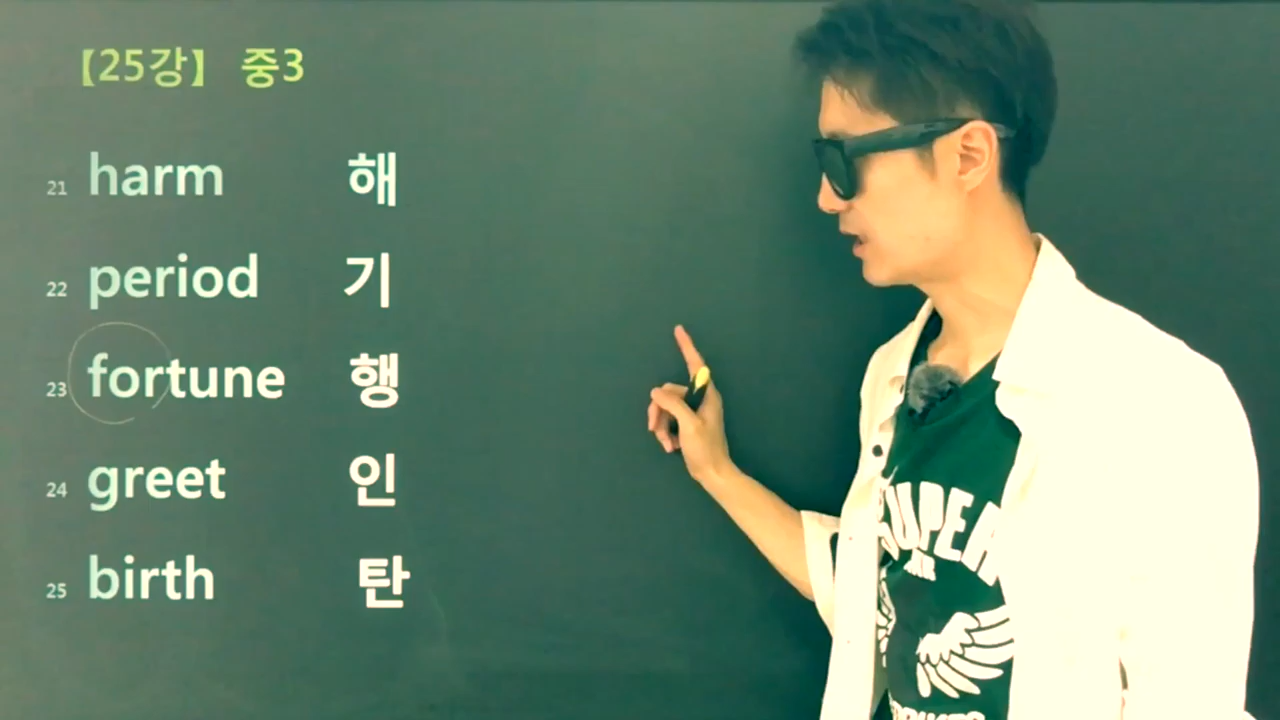 【25강】 중3
21 harm 해
22 period 기
23 fortune 행
24 greet 인
25 birth 탄
SUPER